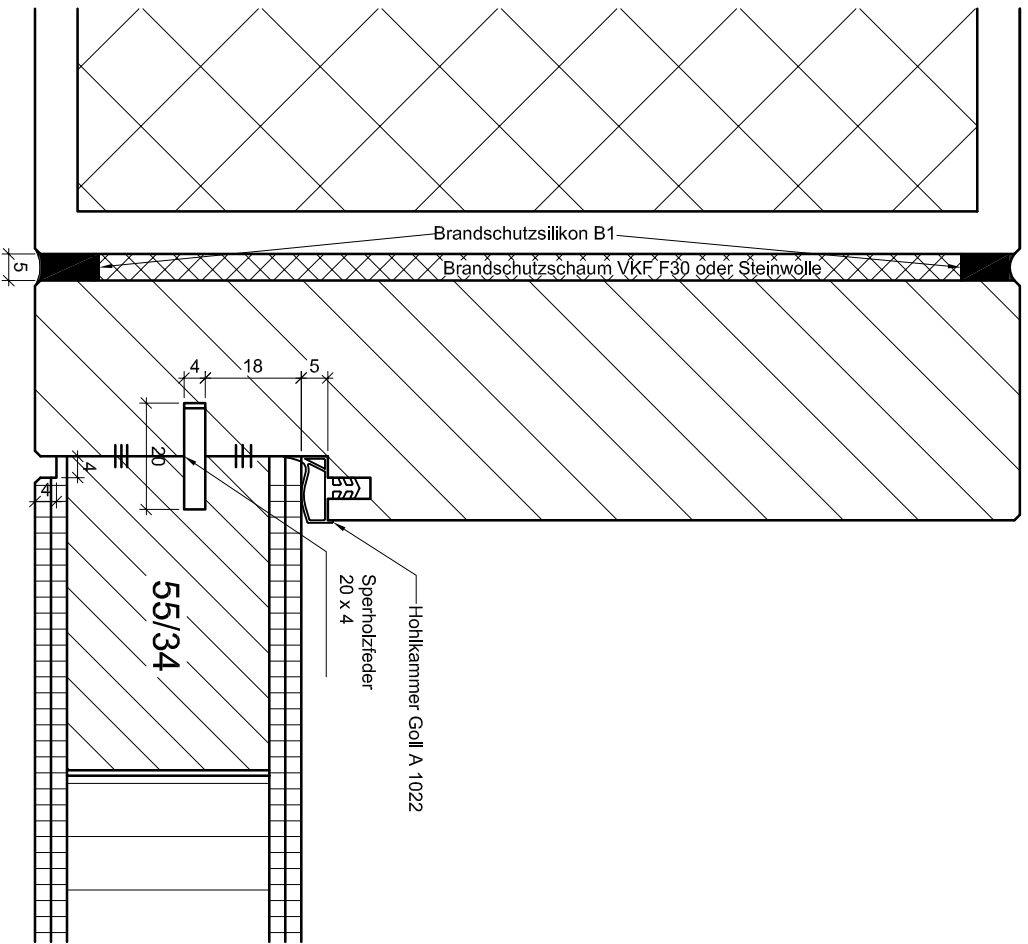 Brandschutzsilikon B1
Brandschutzschaum VKF F30 oder Steinwolle
5
4
18
5
20
4
4
55/34
Sperholzfeder
20 x 4
Hohlkammer Goll A 1022